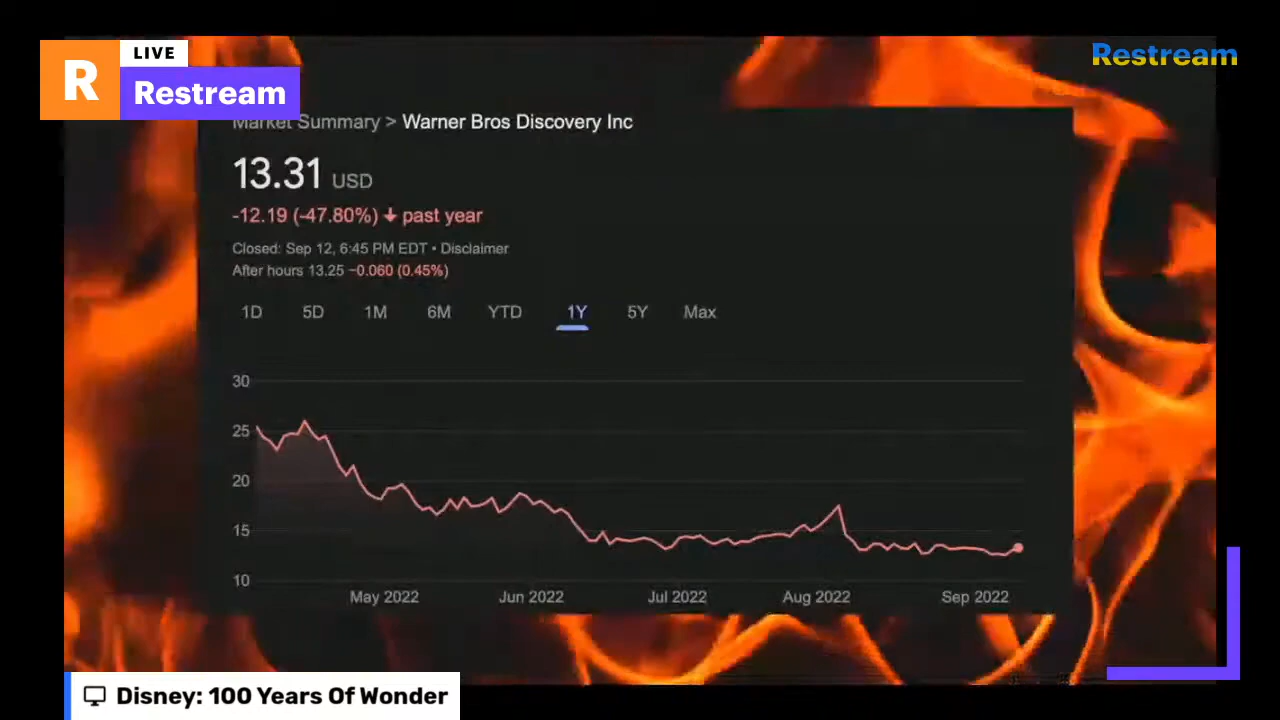 LIVE
R
Restream
Restream
Market Summary > Warner Bros Discovery Inc
13.31 USD
-12.19 (-47.80%) ↓ past year
Closed: Sep 12, 6:45 PM EDT • Disclaimer
After hours 13.25 −0.060 (0.45%)
1D 5D 1M 6M YTD 1Y 5Y Max
30
25
20
15
10
May 2022 Jun 2022 Jul 2022 Aug 2022 Sep 2022
Disney: 100 Years Of Wonder